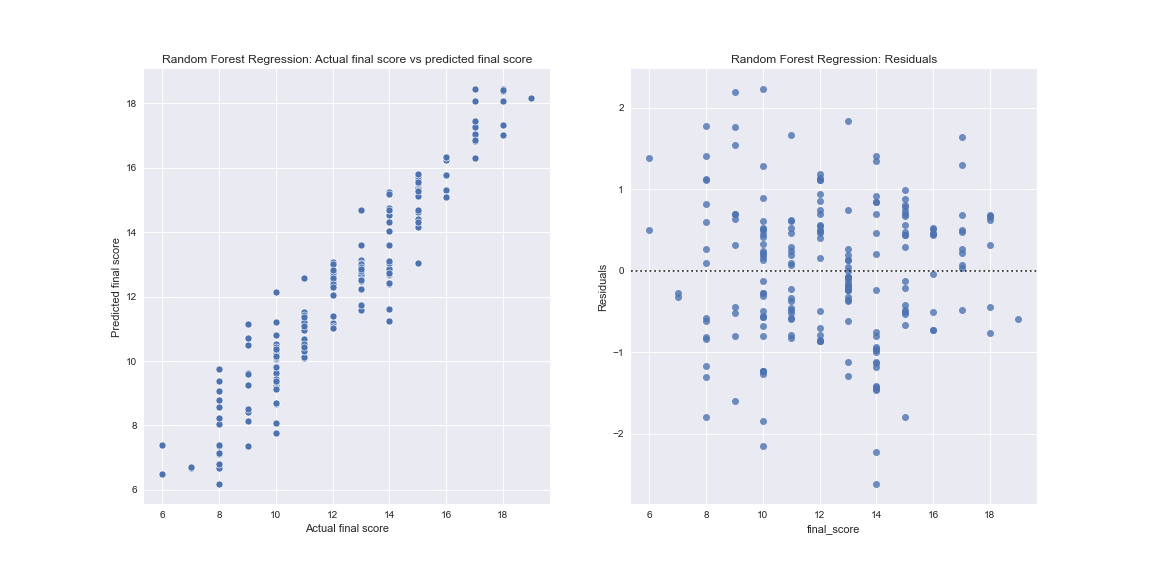 Random Forest Regression: Actual final score vs predicted final score
Predicted final score
18
16
14
12
10
8
6
6 8 10 12 14 16 18
Actual final score
Random Forest Regression: Residuals
Residuals
2
1
0
−1
−2
6 8 10 12 14 16 18
final_score